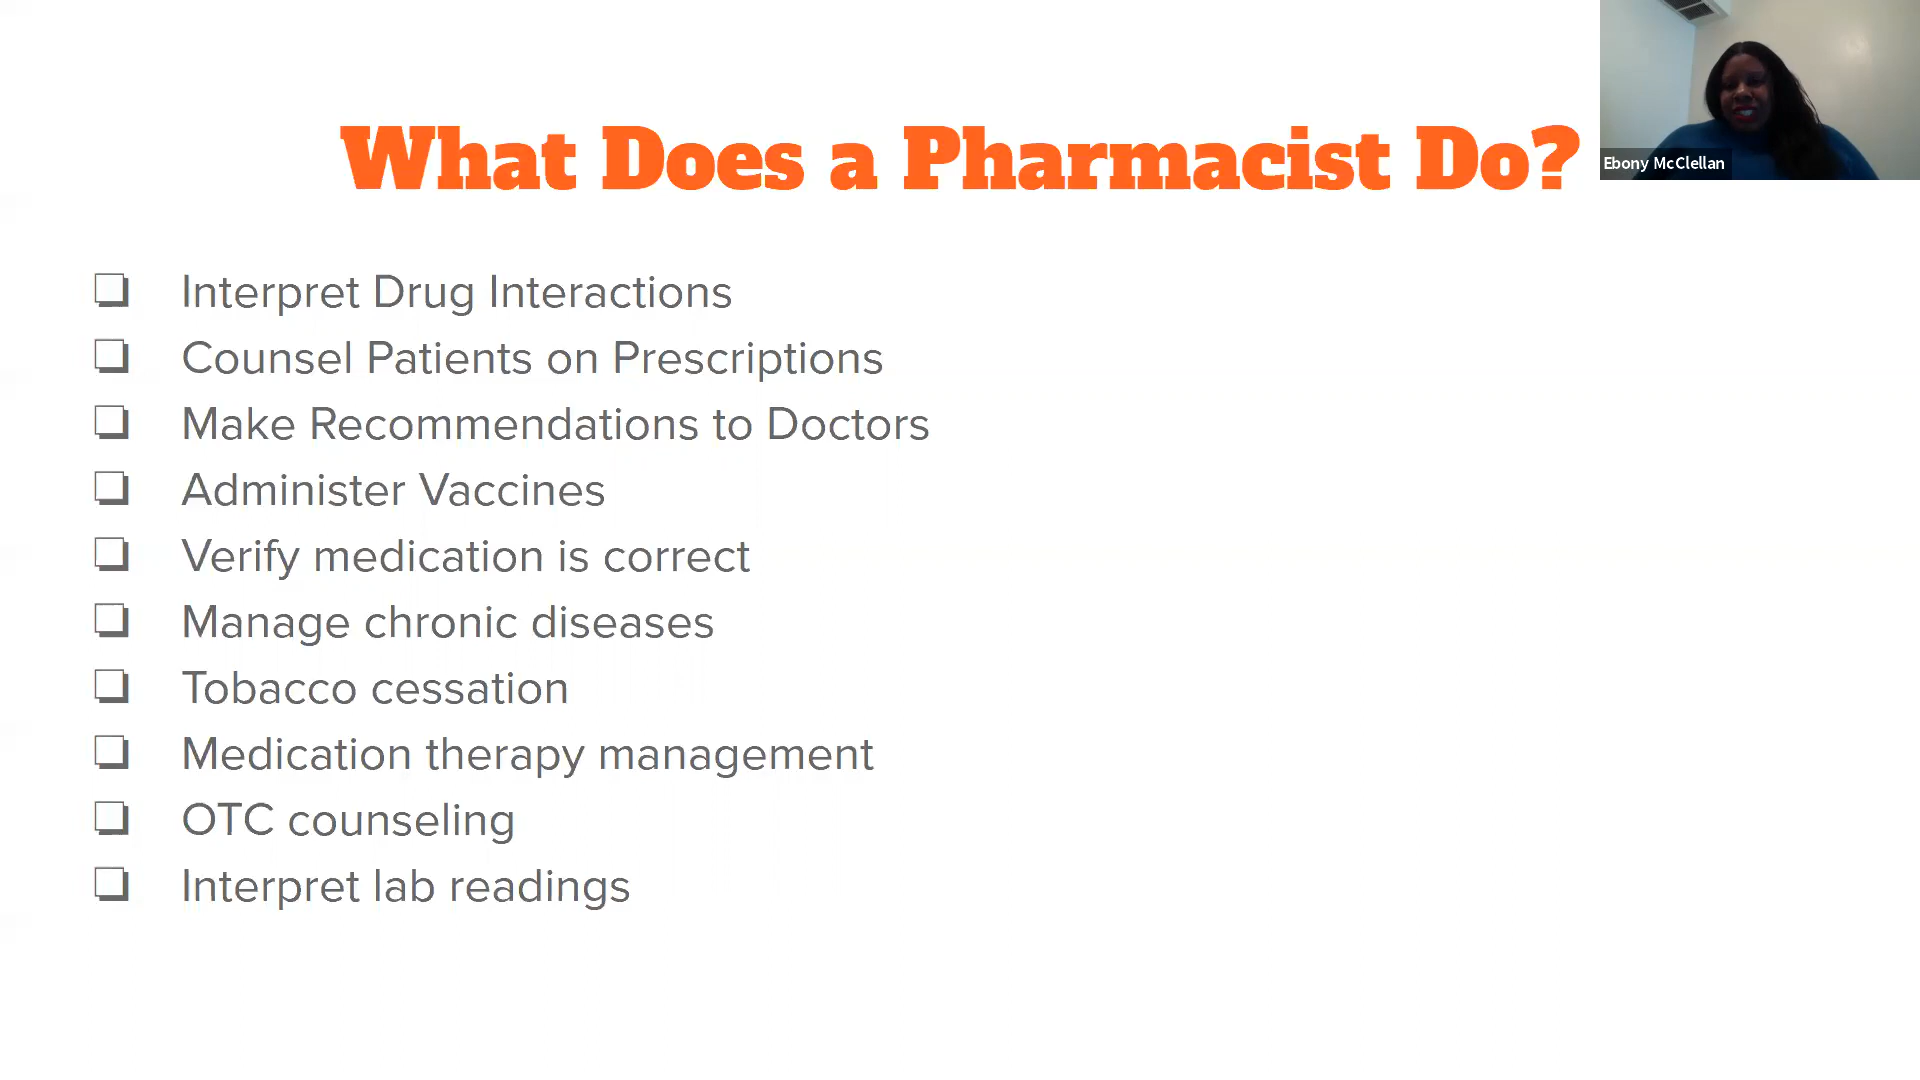 What Does a Pharmacist Do?
Ebony McClellan
Interpret Drug Interactions
Counsel Patients on Prescriptions
Make Recommendations to Doctors
Administer Vaccines
Verify medication is correct
Manage chronic diseases
Tobacco cessation
Medication therapy management
OTC counseling
Interpret lab readings